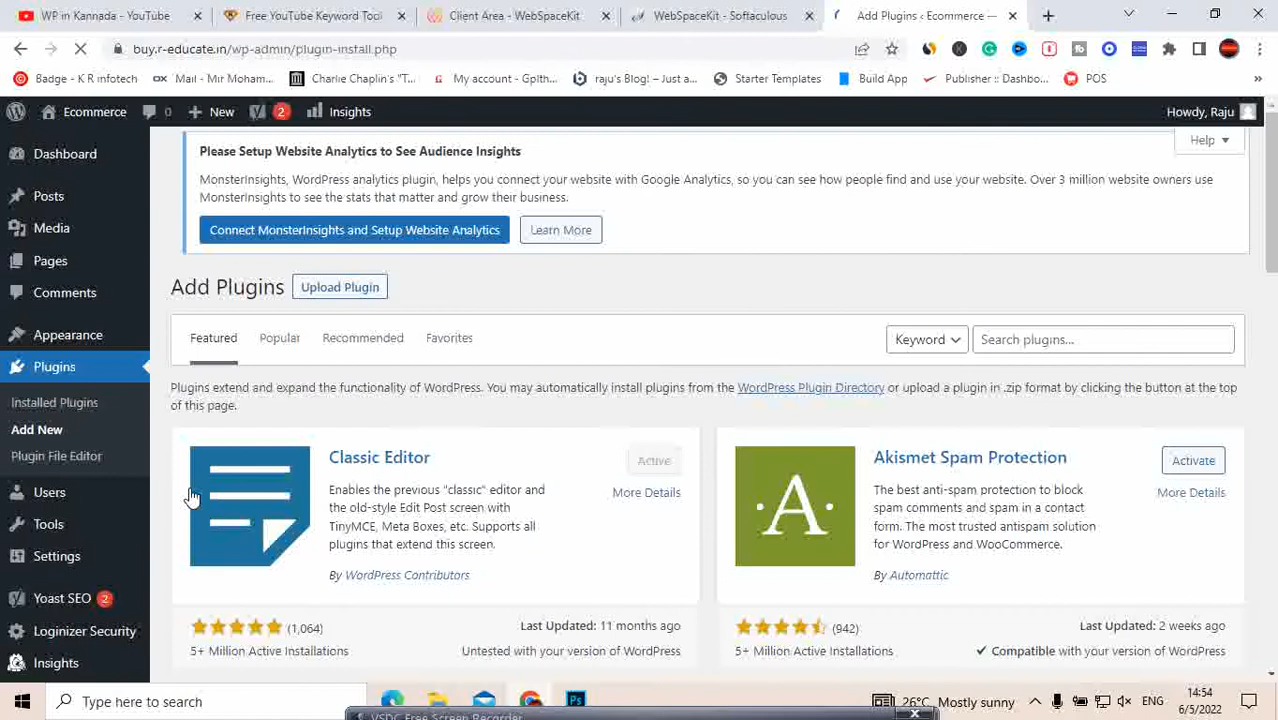 WP in Kannada - YouTube
Free YouTube Keyword Tool
Client Area - WebSpaceKit
WebSpaceKit - Softaculous
Add Plugins ‹ Ecommerce —
buy.r-educate.in/wp-admin/plugin-install.php
Badge - K R infotech
Mail - Mir Moham...
Charlie Chaplin's "T...
My account - Gplth...
raju's Blog! – Just a...
Starter Templates
Build App
Publisher :: Dashbo...
POS
»
Ecommerce
0
New
2
Insights
Howdy, Raju
Dashboard
Posts
Media
Pages
Comments
Appearance
Plugins
Installed Plugins
Add New
Plugin File Editor
Users
Tools
Settings
Yoast SEO 2
Loginizer Security
Insights
Help
Please Setup Website Analytics to See Audience Insights
MonsterInsights, WordPress analytics plugin, helps you connect your website with Google Analytics, so you can see how people find and use your website. Over 3 million website owners use
MonsterInsights to see the stats that matter and grow their business.
Connect MonsterInsights and Setup Website Analytics
Learn More
Add Plugins
Upload Plugin
Featured
Popular
Recommended
Favorites
Keyword
Search plugins...
Plugins extend and expand the functionality of WordPress. You may automatically install plugins from the WordPress Plugin Directory or upload a plugin in .zip format by clicking the button at the top
of this page.
Classic Editor
Active
More Details
Enables the previous "classic" editor and
the old-style Edit Post screen with
TinyMCE, Meta Boxes, etc. Supports all
plugins that extend this screen.
By WordPress Contributors
(1,064)
Last Updated: 11 months ago
5+ Million Active Installations
Untested with your version of WordPress
Akismet Spam Protection
Activate
More Details
The best anti-spam protection to block
spam comments and spam in a contact
form. The most trusted antispam solution
for WordPress and WooCommerce.
By Automattic
(942)
Last Updated: 2 weeks ago
5+ Million Active Installations
Compatible with your version of WordPress
Type here to search
Ps
26°C Mostly sunny
ENG
14:54
6/5/2022
VSDC Free Screen Recorder